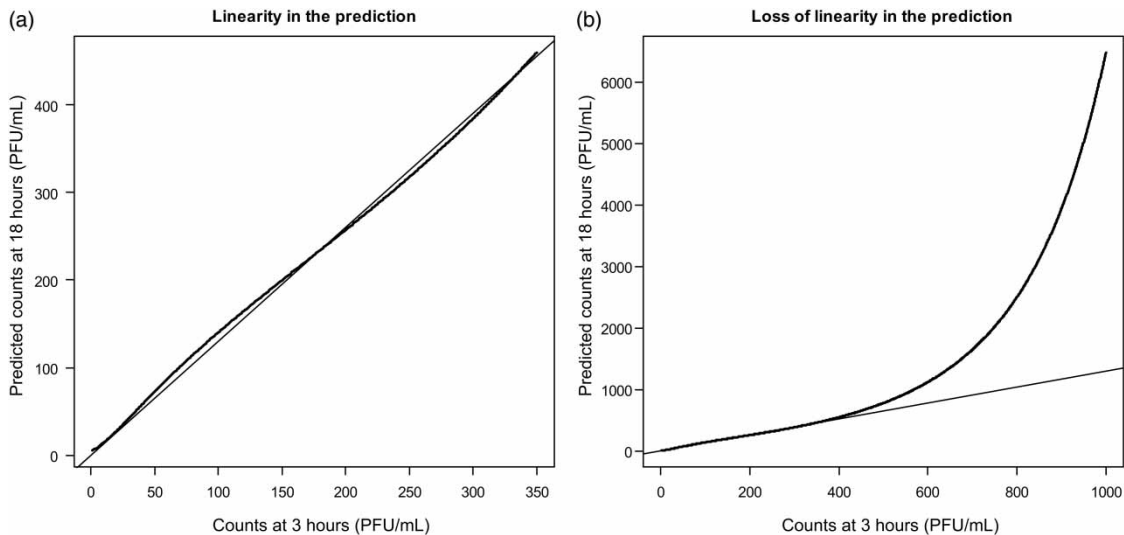 (a)
Linearity in the prediction
Predicted counts at 18 hours (PFU/mL)
400
300
200
100
0
0 50 100 150 200 250 300 350
Counts at 3 hours (PFU/mL)
(b)
Loss of linearity in the prediction
Predicted counts at 18 hours (PFU/mL)
6000
5000
4000
3000
2000
1000
0
0 200 400 600 800 1000
Counts at 3 hours (PFU/mL)